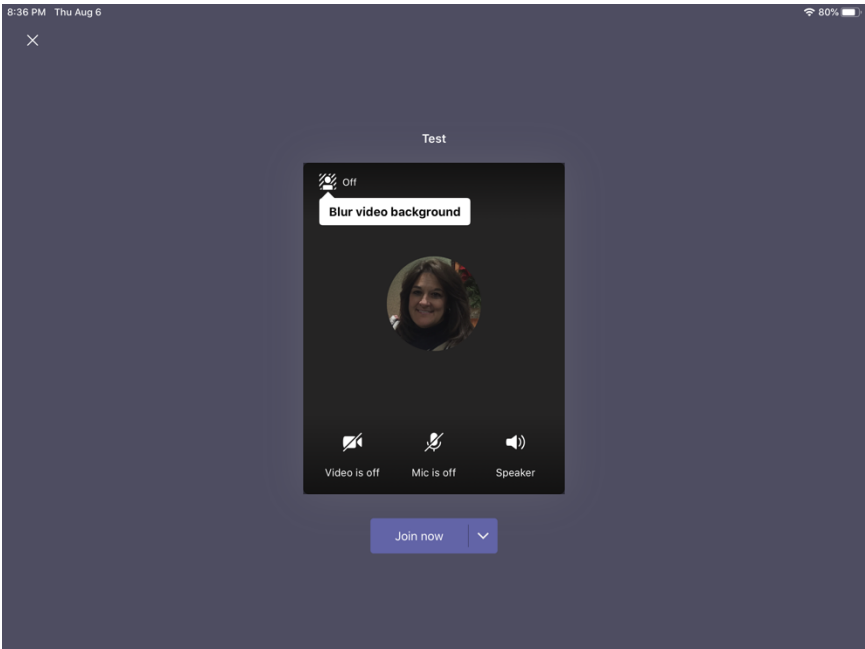 8:36 PM Thu Aug 6 80%
Test
Off
Blur video background
Video is off Mic is off Speaker
Join now